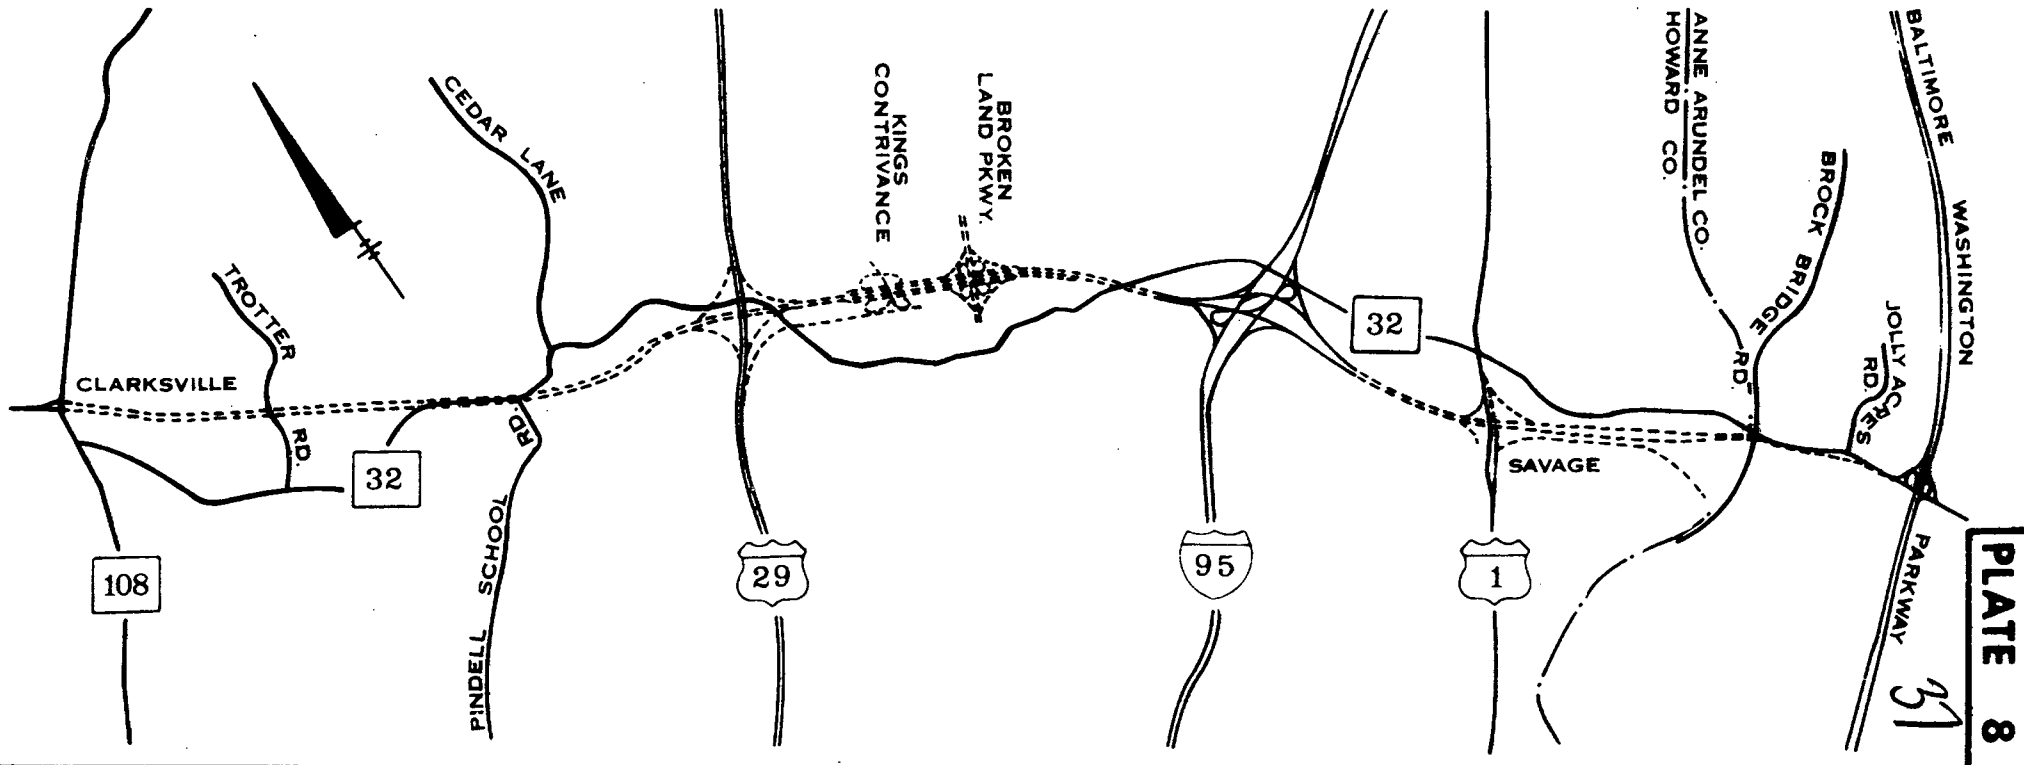 CLARKSVILLE
TROTTER
RD.
CEDAR LANE
32
108
PINDELL SCHOOL
RD.
29
KINGS
CONTRIVANCE
BROKEN
LAND PKWY.
95
32
1
SAVAGE
ANNE ARUNDEL CO.
HOWARD CO.
BROCK BRIDGE
RD.
JOLLY ACRES
RD.
BALTIMORE
WASHINGTON
PARKWAY
PLATE 8
37